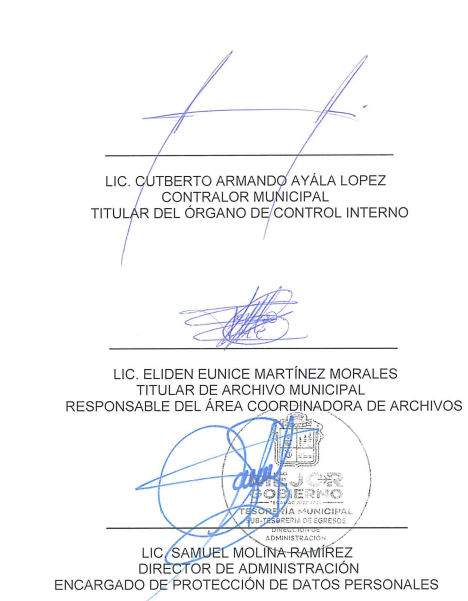 LIC. CUTBERTO ARMANDO AYÁLA LOPEZ
CONTRALOR MUNICIPAL
TITULAR DEL ÓRGANO DE CONTROL INTERNO
LIC. ELIDEN EUNICE MARTÍNEZ MORALES
TITULAR DE ARCHIVO MUNICIPAL
RESPONSABLE DEL ÁREA COORDINADORA DE ARCHIVOS
MEJOR
GOBIERNO
TESORERÍA MUNICIPAL
SUB-TESORERIA DE EGRESOS
DIRECCIÓN DE
ADMINISTRACIÓN
LIC. SAMUEL MOLINA RAMÍREZ
DIRECTOR DE ADMINISTRACIÓN
ENCARGADO DE PROTECCIÓN DE DATOS PERSONALES